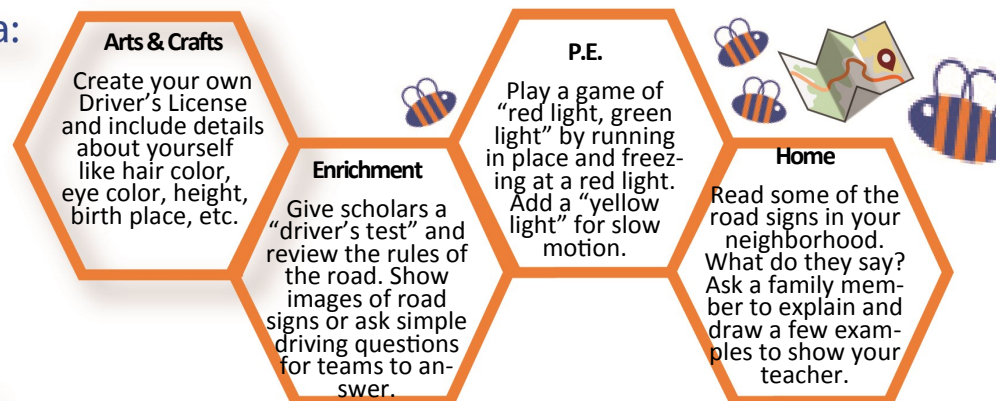 a:
Arts & Crafts
Create your own
Driver's License
and include details
about yourself
like hair color,
eye color, height,
birth place, etc.
Enrichment
Give scholars a
"driver's test" and
review the rules of
the road. Show
images of road
signs or ask simple
driving questions
for teams to an-
swer.
P.E.
Play a game of
"red light, green
light" by running
in place and freez-
ing at a red light.
Add a "yellow
light" for slow
motion.
Home
Read some of the
road signs in your
neighborhood.
What do they say?
Ask a family mem-
ber to explain and
draw a few exam-
ples to show your
teacher.